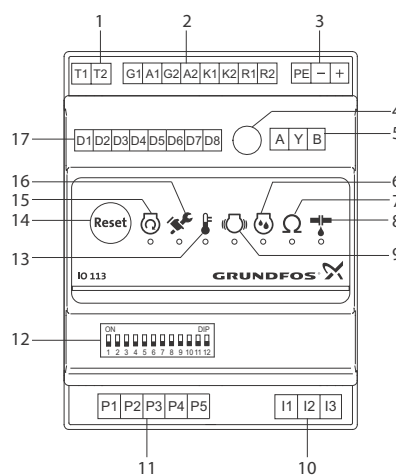 1 2 3
T1 T2 G1 A1 G2 A2 K1 K2 R1 R2 PE − +
4
17 D1 D2 D3 D4 D5 D6 D7 D8 A Y B 5
16 6
15 7
14 Reset Ω 8
13 9
IO 113 GRUNDFOS
ON DIP
12
1 2 3 4 5 6 7 8 9 10 11 12
P1 P2 P3 P4 P5 I1 I2 I3
11 10